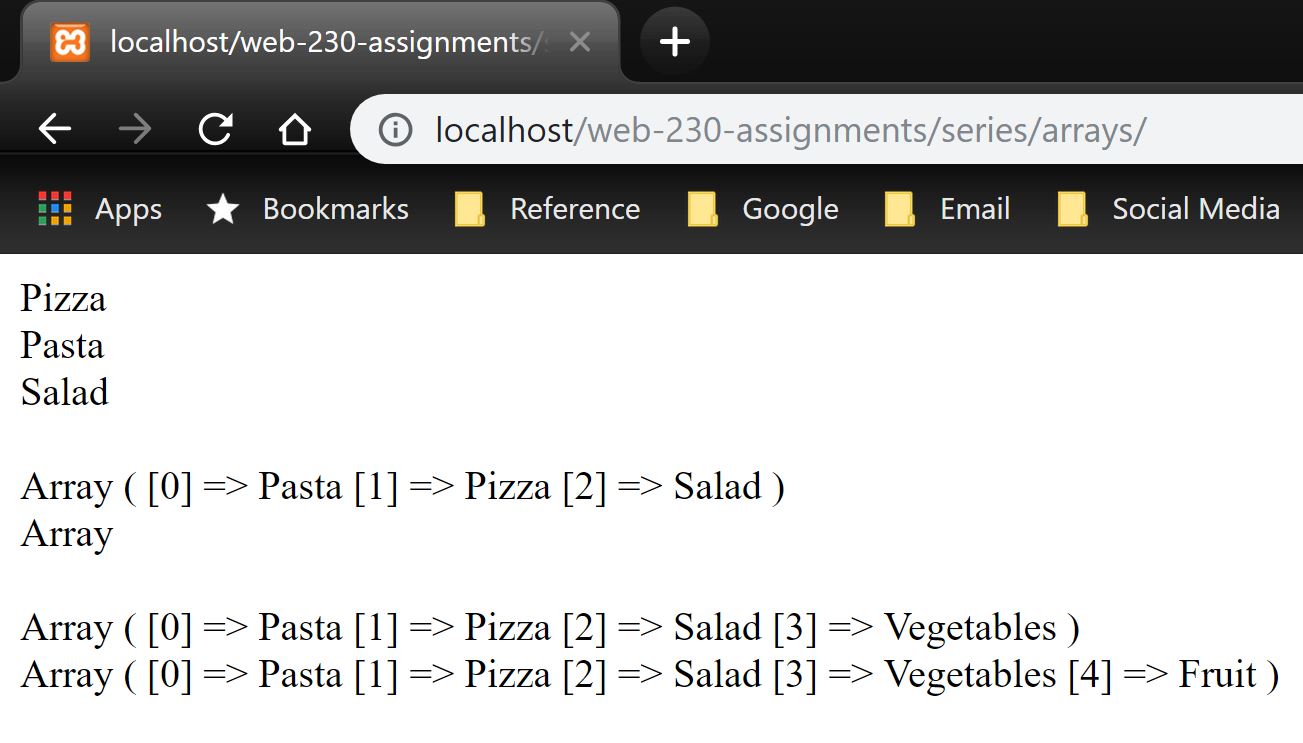 localhost/web-230-assignments/
localhost/web-230-assignments/series/arrays/
Apps Bookmarks Reference Google Email Social Media
Pizza
Pasta
Salad
Array ( [0] => Pasta [1] => Pizza [2] => Salad )
Array
Array ( [0] => Pasta [1] => Pizza [2] => Salad [3] => Vegetables )
Array ( [0] => Pasta [1] => Pizza [2] => Salad [3] => Vegetables [4] => Fruit )